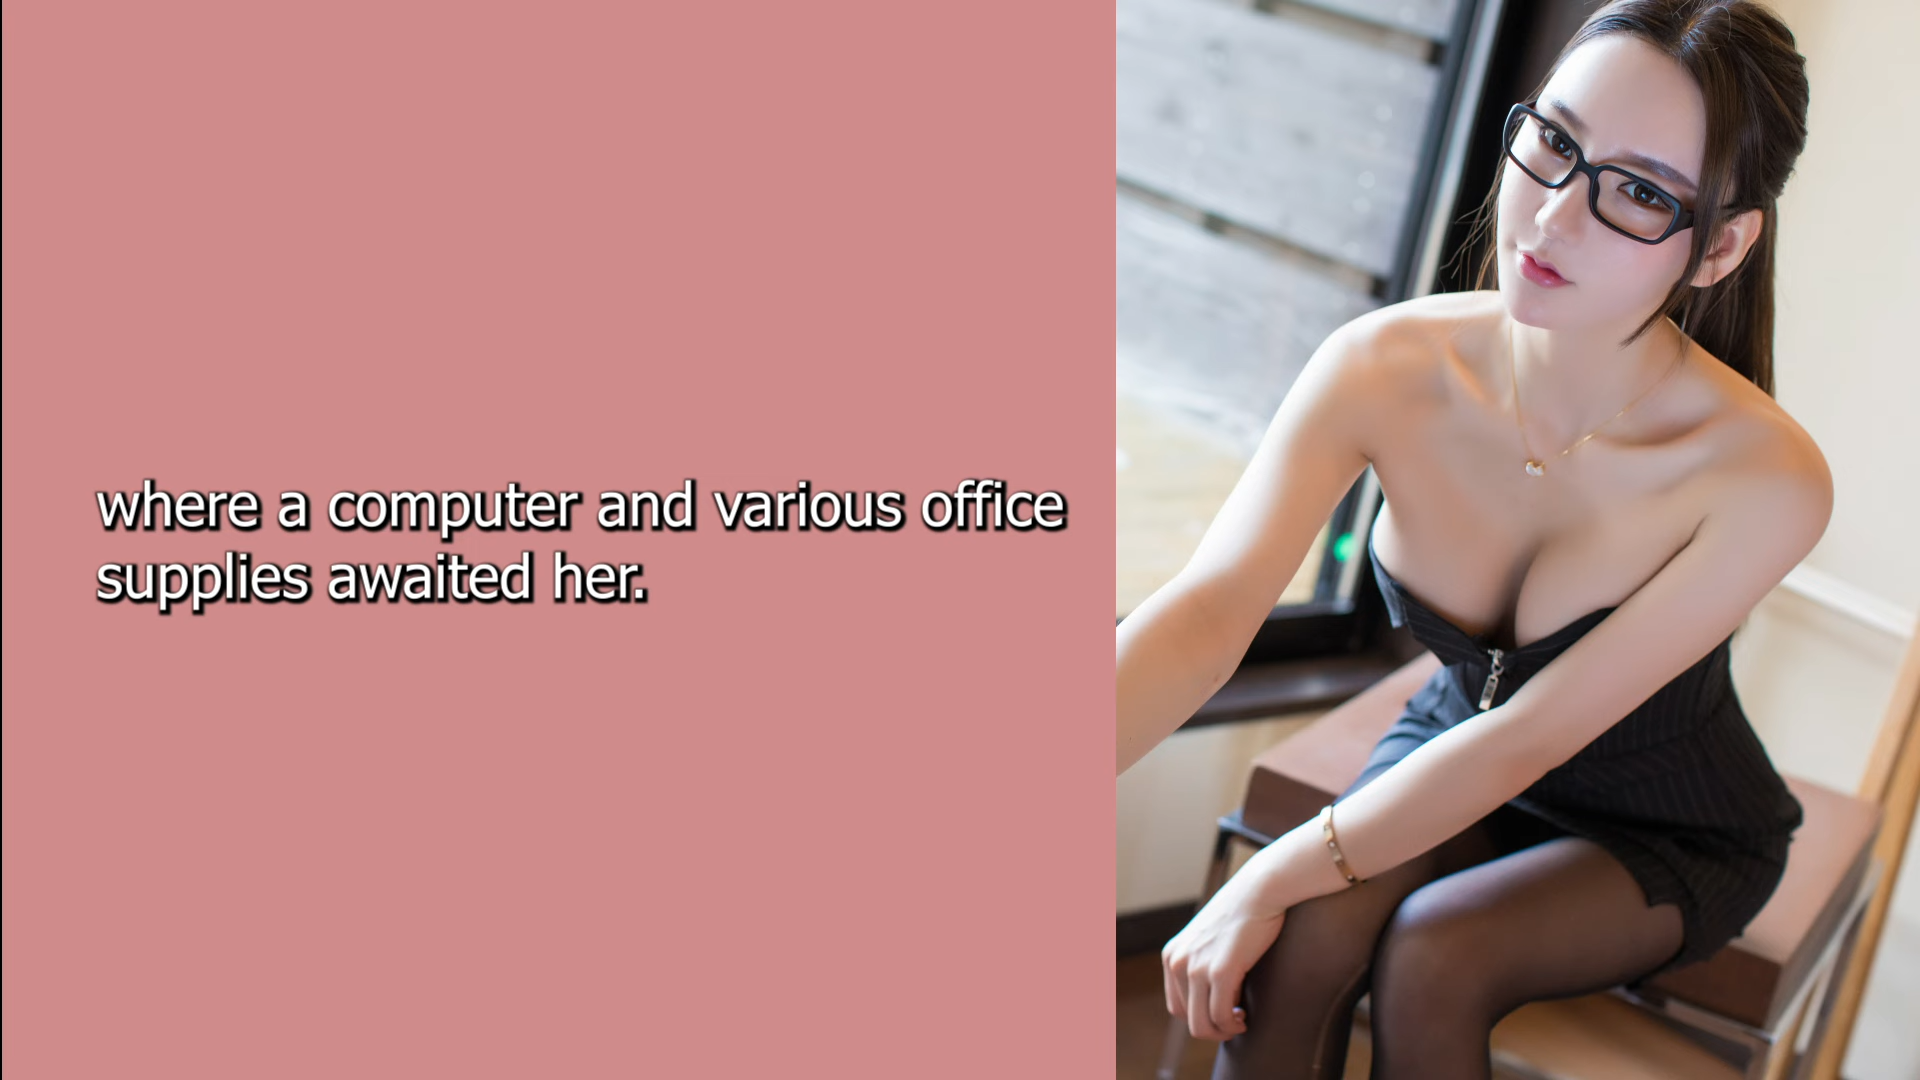 where a computer and various office
supplies awaited her.